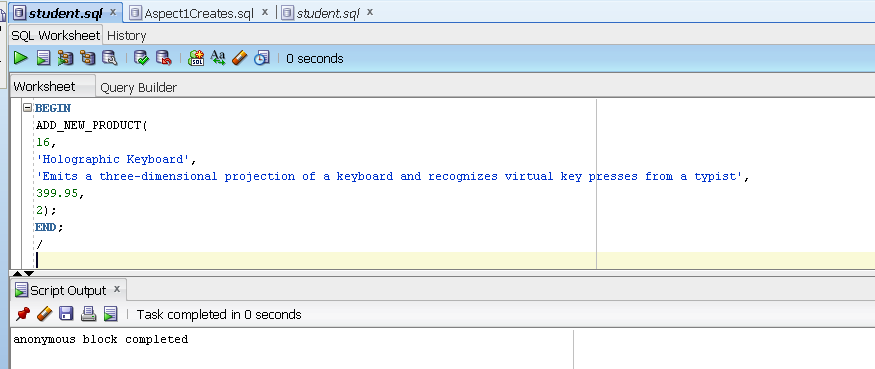 student.sql Aspect1Creates.sql student.sql
SQL Worksheet History
0 seconds
Worksheet Query Builder
BEGIN
ADD_NEW_PRODUCT(
16,
'Holographic Keyboard',
'Emits a three-dimensional projection of a keyboard and recognizes virtual key presses from a typist',
399.95,
2);
END;
/
Script Output
Task completed in 0 seconds
anonymous block completed